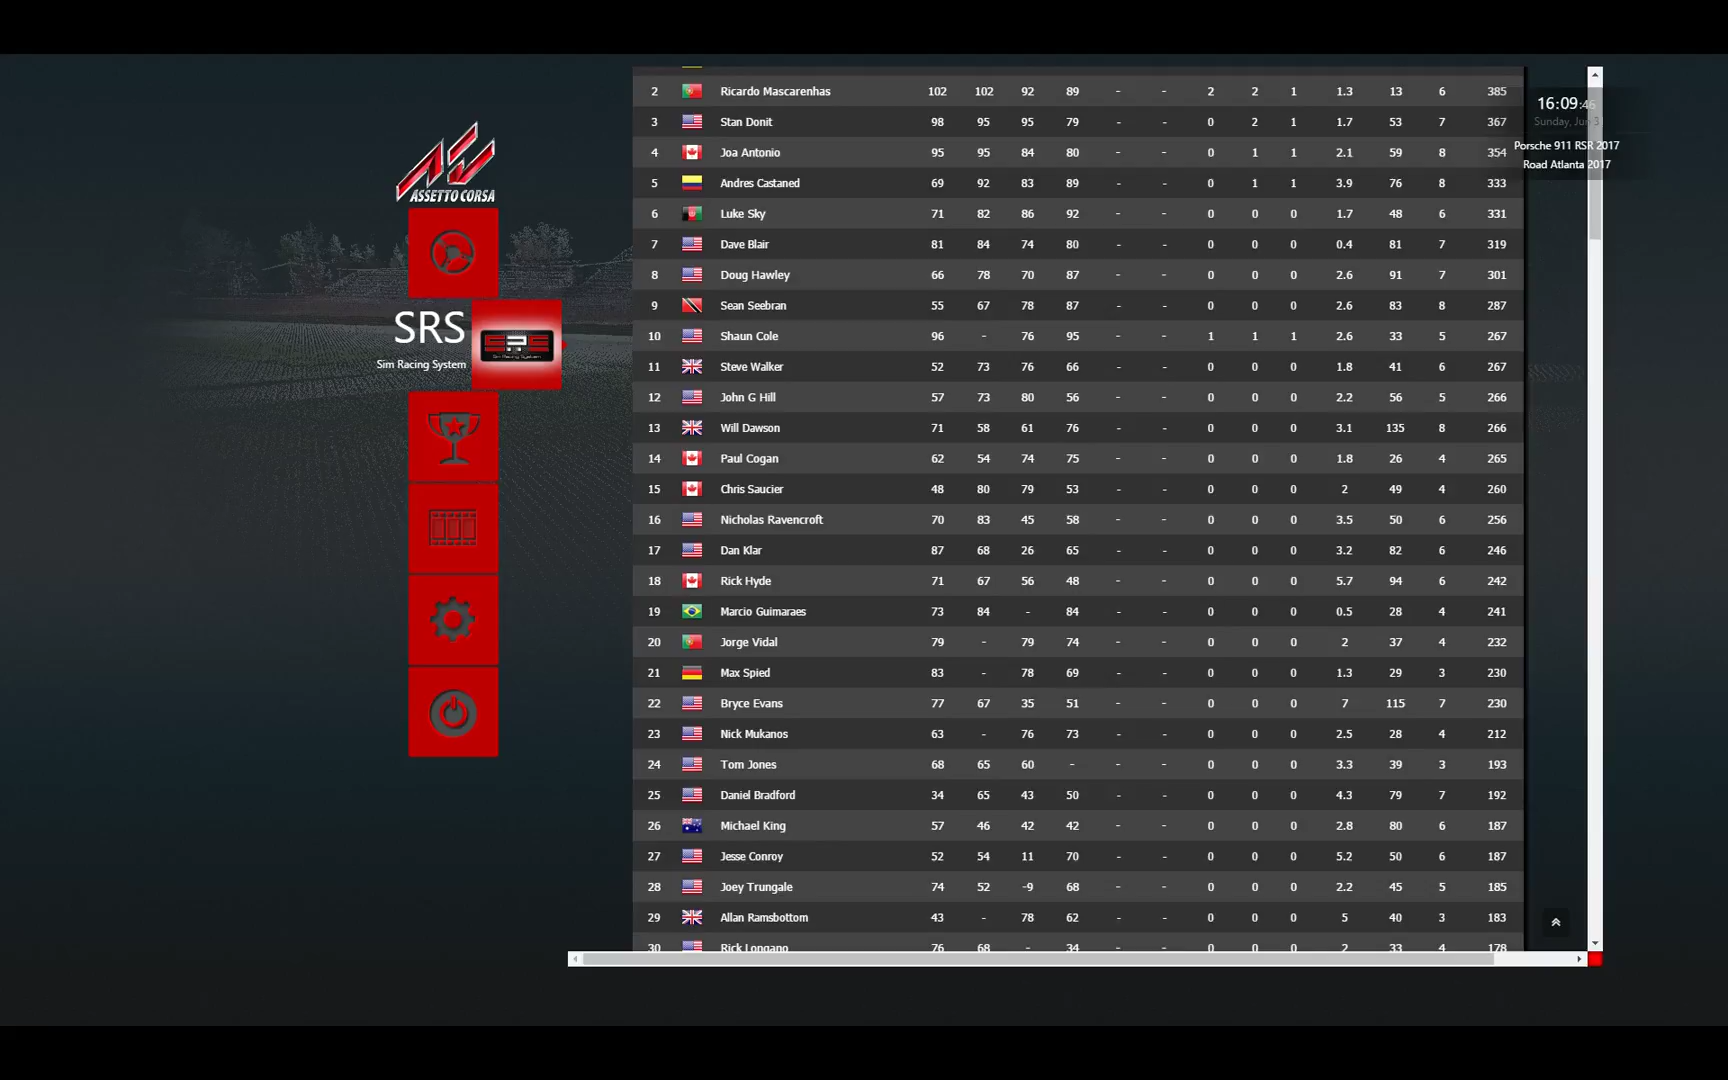 ASSETTO CORSA
SRS
Sim Racing System
SRS
Sim Racing System
16:09:46
Sunday, Jun 3
Porsche 911 RSR 2017
Road Atlanta 2017
2 Ricardo Mascarenhas 102 102 92 89 - - 2 2 1 1.3 13 6 385
3 Stan Donit 98 95 95 79 - - 0 2 1 1.7 53 7 367
4 Joa Antonio 95 95 84 80 - - 0 1 1 2.1 59 8 354
5 Andres Castaned 69 92 83 89 - - 0 1 1 3.9 76 8 333
6 Luke Sky 71 82 86 92 - - 0 0 0 1.7 48 6 331
7 Dave Blair 81 84 74 80 - - 0 0 0 0.4 81 7 319
8 Doug Hawley 66 78 70 87 - - 0 0 0 2.6 91 7 301
9 Sean Seebran 55 67 78 87 - - 0 0 0 2.6 83 8 287
10 Shaun Cole 96 - 76 95 - - 1 1 1 2.6 33 5 267
11 Steve Walker 52 73 76 66 - - 0 0 0 1.8 41 6 267
12 John G Hill 57 73 80 56 - - 0 0 0 2.2 56 5 266
13 Will Dawson 71 58 61 76 - - 0 0 0 3.1 135 8 266
14 Paul Cogan 62 54 74 75 - - 0 0 0 1.8 26 4 265
15 Chris Saucier 48 80 79 53 - - 0 0 0 2 49 4 260
16 Nicholas Ravencroft 70 83 45 58 - - 0 0 0 3.5 50 6 256
17 Dan Klar 87 68 26 65 - - 0 0 0 3.2 82 6 246
18 Rick Hyde 71 67 56 48 - - 0 0 0 5.7 94 6 242
19 Marcio Guimaraes 73 84 - 84 - - 0 0 0 0.5 28 4 241
20 Jorge Vidal 79 - 79 74 - - 0 0 0 2 37 4 232
21 Max Spied 83 - 78 69 - - 0 0 0 1.3 29 3 230
22 Bryce Evans 77 67 35 51 - - 0 0 0 7 115 7 230
23 Nick Mukanos 63 - 76 73 - - 0 0 0 2.5 28 4 212
24 Tom Jones 68 65 60 - - - 0 0 0 3.3 39 3 193
25 Daniel Bradford 34 65 43 50 - - 0 0 0 4.3 79 7 192
26 Michael King 57 46 42 42 - - 0 0 0 2.8 80 6 187
27 Jesse Conroy 52 54 11 70 - - 0 0 0 5.2 50 6 187
28 Joey Trungale 74 52 -9 68 - - 0 0 0 2.2 45 5 185
29 Allan Ramsbottom 43 - 78 62 - - 0 0 0 5 40 3 183
30 Rick Longano 76 68 - 34 - - 0 0 0 2 33 4 178